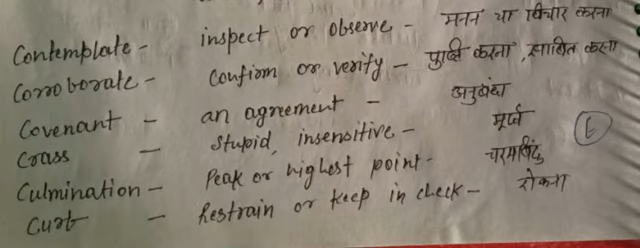 Contemplate - inspect or observe - मनन या विचार करना
Corroborate - Confirm or verify - पुष्टि करना, साबित करना
Covenant - an agreement - अनुबंध
Crass - Stupid, insensitive - मूर्ख
Culmination - Peak or highest point - चरमबिंदु
Curb - Restrain or keep in check - रोकना